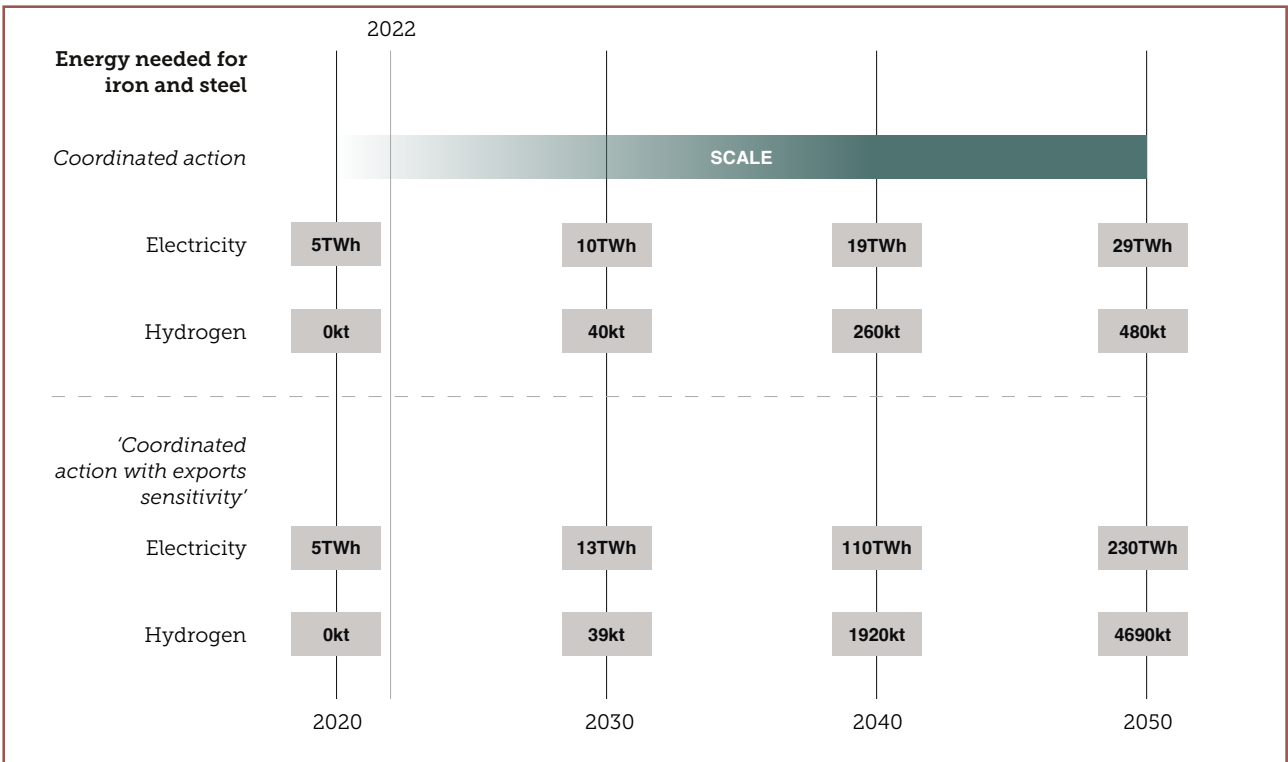 2022
Energy needed for
iron and steel
Coordinated action
SCALE
Electricity
5TWh
10TWh
19TWh
29TWh
Hydrogen
0kt
40kt
260kt
480kt
‘Coordinated
action with exports
sensitivity’
Electricity
5TWh
13TWh
110TWh
230TWh
Hydrogen
0kt
39kt
1920kt
4690kt
2020
2030
2040
2050